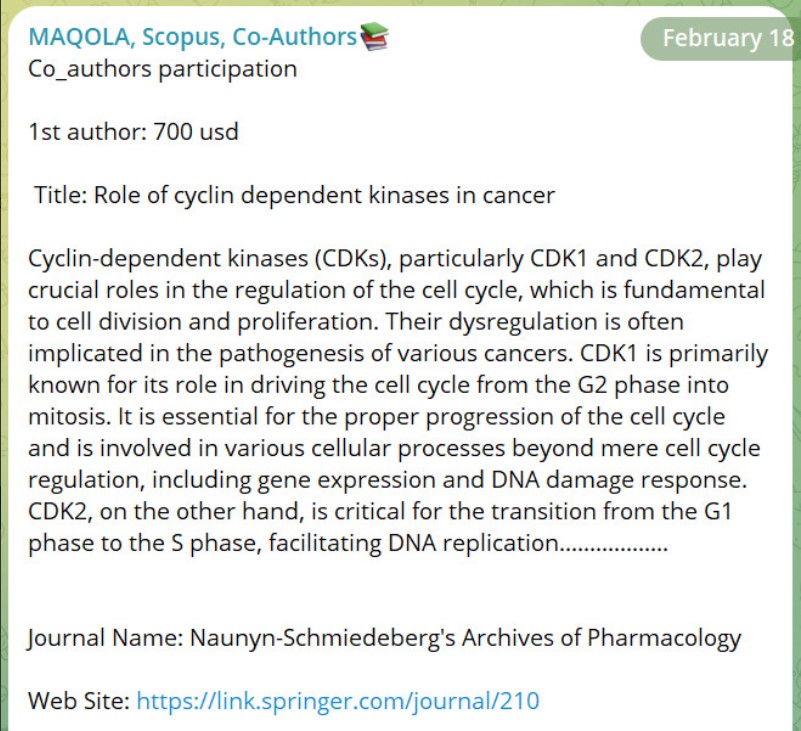 MAQOLA, Scopus, Co-Authors📚
February 18
Co_authors participation
1st author: 700 usd
Title: Role of cyclin dependent kinases in cancer
Cyclin-dependent kinases (CDKs), particularly CDK1 and CDK2, play
crucial roles in the regulation of the cell cycle, which is fundamental
to cell division and proliferation. Their dysregulation is often
implicated in the pathogenesis of various cancers. CDK1 is primarily
known for its role in driving the cell cycle from the G2 phase into
mitosis. It is essential for the proper progression of the cell cycle
and is involved in various cellular processes beyond mere cell cycle
regulation, including gene expression and DNA damage response.
CDK2, on the other hand, is critical for the transition from the G1
phase to the S phase, facilitating DNA replication..................
Journal Name: Naunyn-Schmiedeberg's Archives of Pharmacology
Web Site: https://link.springer.com/journal/210